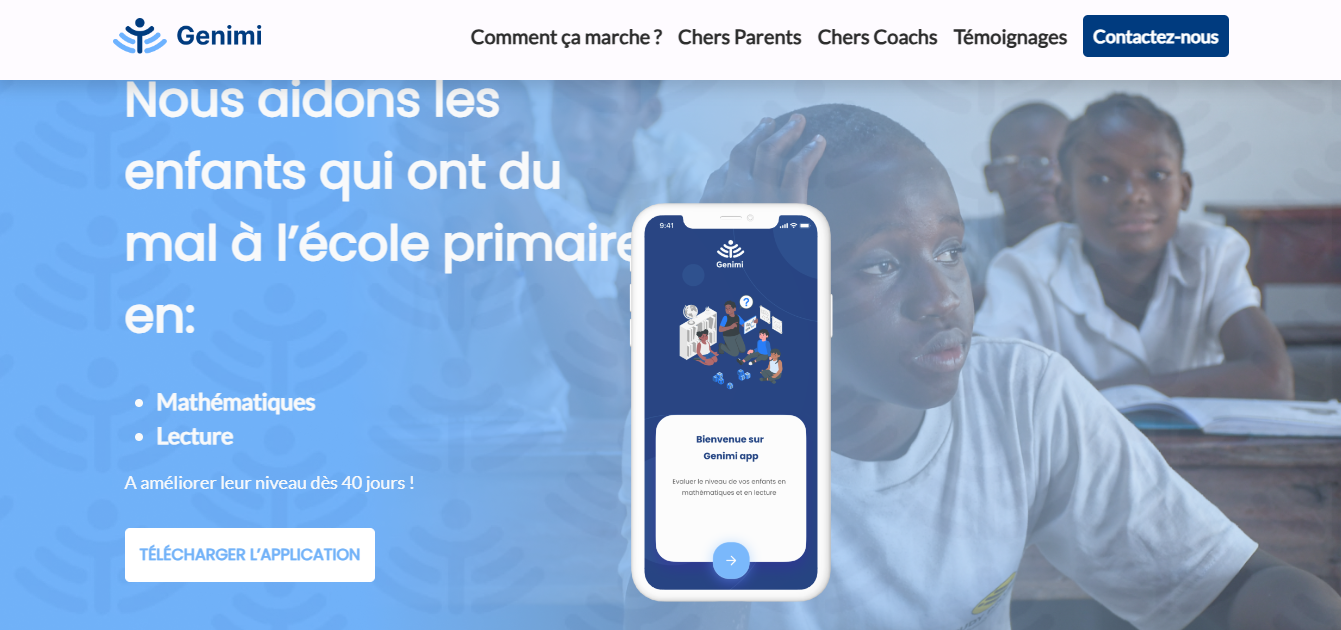 Genimi
Comment ça marche ? Chers Parents Chers Coachs Témoignages Contactez-nous
Nous aidons les
enfants qui ont du
mal à l'école primaire
en:
Mathématiques
Lecture
A améliorer leur niveau dès 40 jours !
TÉLÉCHARGER L'APPLICATION
9:41
Genimi
?
Bienvenue sur
Genimi app
Evaluer le niveau de vos enfants en
mathématiques et en lecture